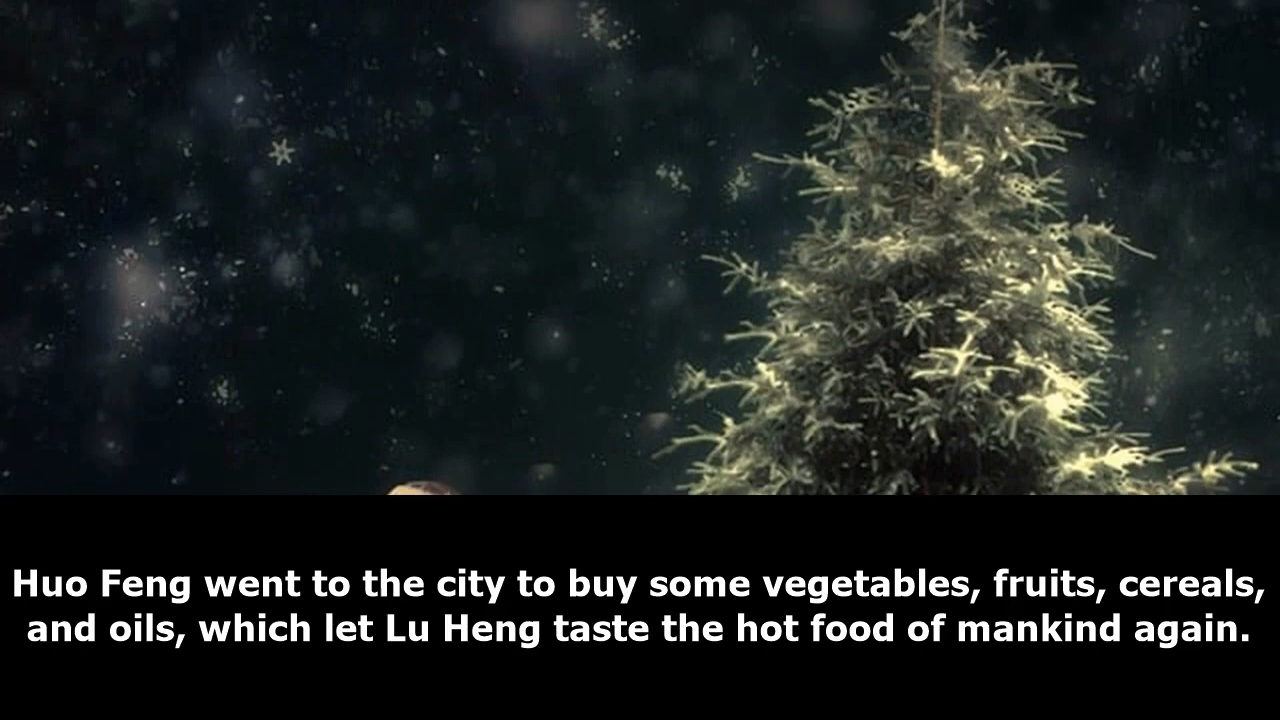 Huo Feng went to the city to buy some vegetables, fruits, cereals,
and oils, which let Lu Heng taste the hot food of mankind again.